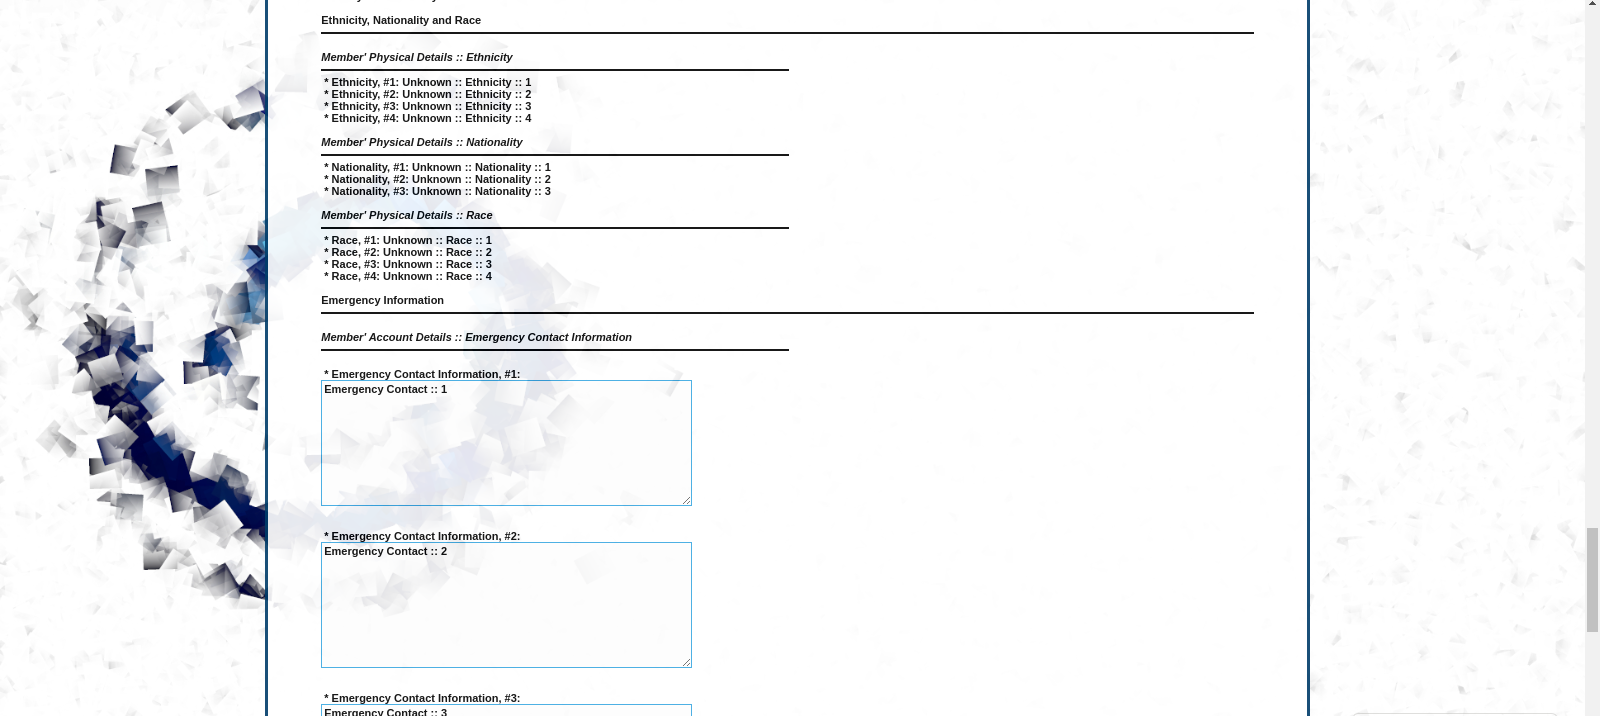 Ethnicity, Nationality and Race
Member' Physical Details :: Ethnicity
* Ethnicity, #1: Unknown :: Ethnicity :: 1
* Ethnicity, #2: Unknown :: Ethnicity :: 2
* Ethnicity, #3: Unknown :: Ethnicity :: 3
* Ethnicity, #4: Unknown :: Ethnicity :: 4
Member' Physical Details :: Nationality
* Nationality, #1: Unknown :: Nationality :: 1
* Nationality, #2: Unknown :: Nationality :: 2
* Nationality, #3: Unknown :: Nationality :: 3
Member' Physical Details :: Race
* Race, #1: Unknown :: Race :: 1
* Race, #2: Unknown :: Race :: 2
* Race, #3: Unknown :: Race :: 3
* Race, #4: Unknown :: Race :: 4
Emergency Information
Member' Account Details :: Emergency Contact Information
* Emergency Contact Information, #1:
Emergency Contact :: 1
* Emergency Contact Information, #2:
Emergency Contact :: 2
* Emergency Contact Information, #3:
Emergency Contact :: 3